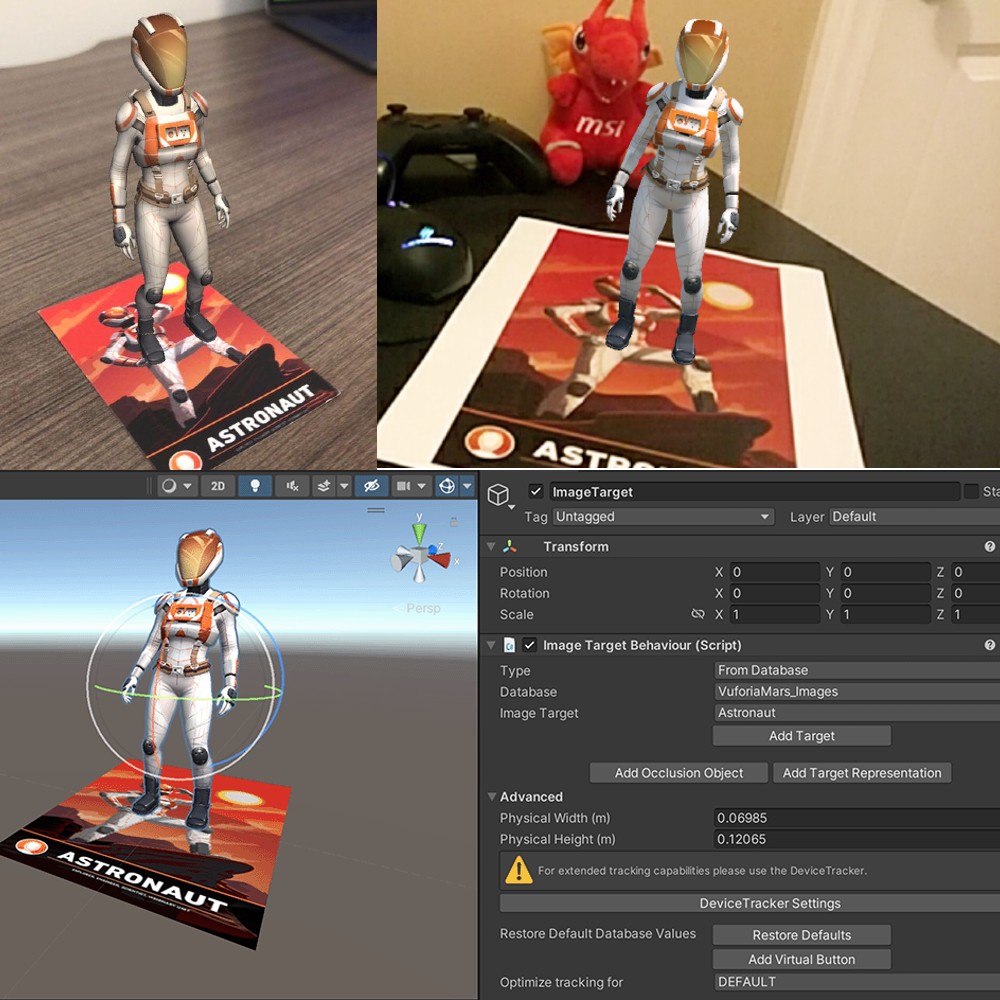 msi
ASTRONAUT
ASTRO
2D
y
z
x
Persp
ASTRONAUT
ImageTarget
Sta
Tag Untagged Layer Default
Transform
Position X 0 Y 0 Z 0
Rotation X 0 Y 0 Z 0
Scale X 1 Y 1 Z 1
Image Target Behaviour (Script)
Type From Database
Database VuforiaMars_Images
Image Target Astronaut
Add Target
Add Occlusion Object Add Target Representation
Advanced
Physical Width (m) 0.06985
Physical Height (m) 0.12065
For extended tracking capabilities please use the DeviceTracker.
DeviceTracker Settings
Restore Default Database Values Restore Defaults
Add Virtual Button
Optimize tracking for DEFAULT